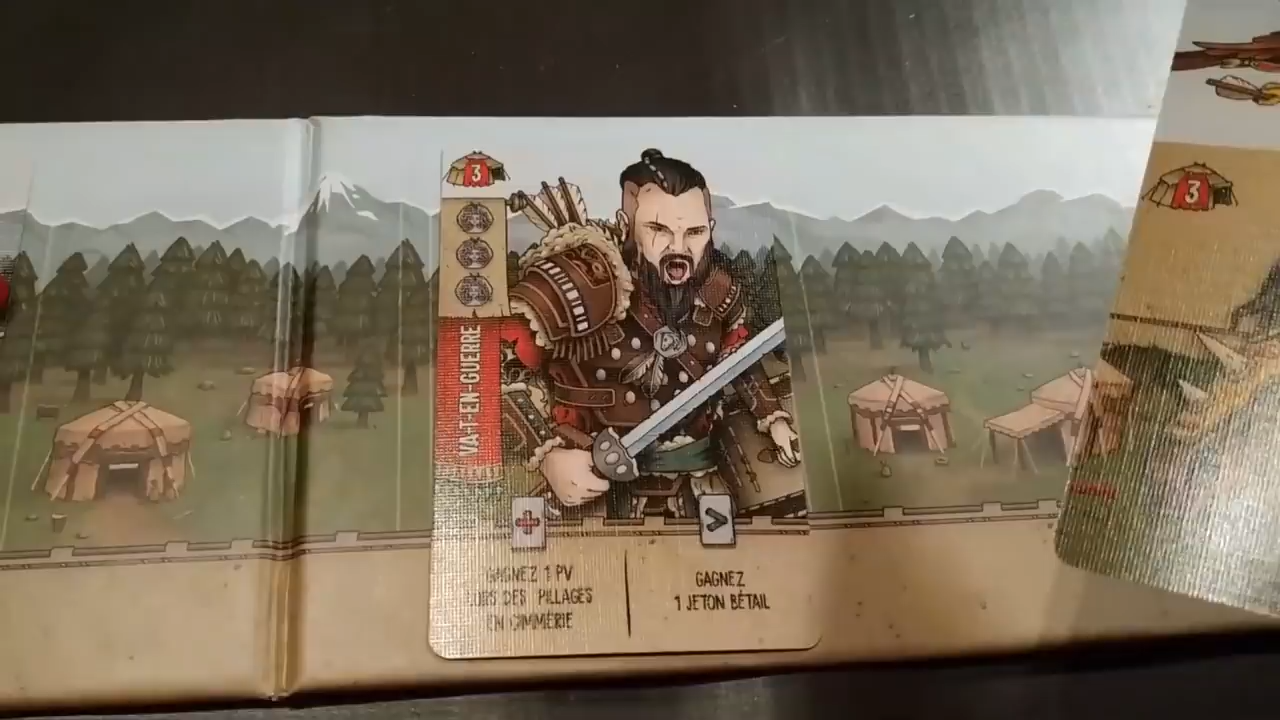 3
VA-T-EN-GUERRE
GAGNEZ 1 PV
LORS DES PILLAGES
EN CIMMÉRIE
GAGNEZ
1 JETON BÉTAIL
3